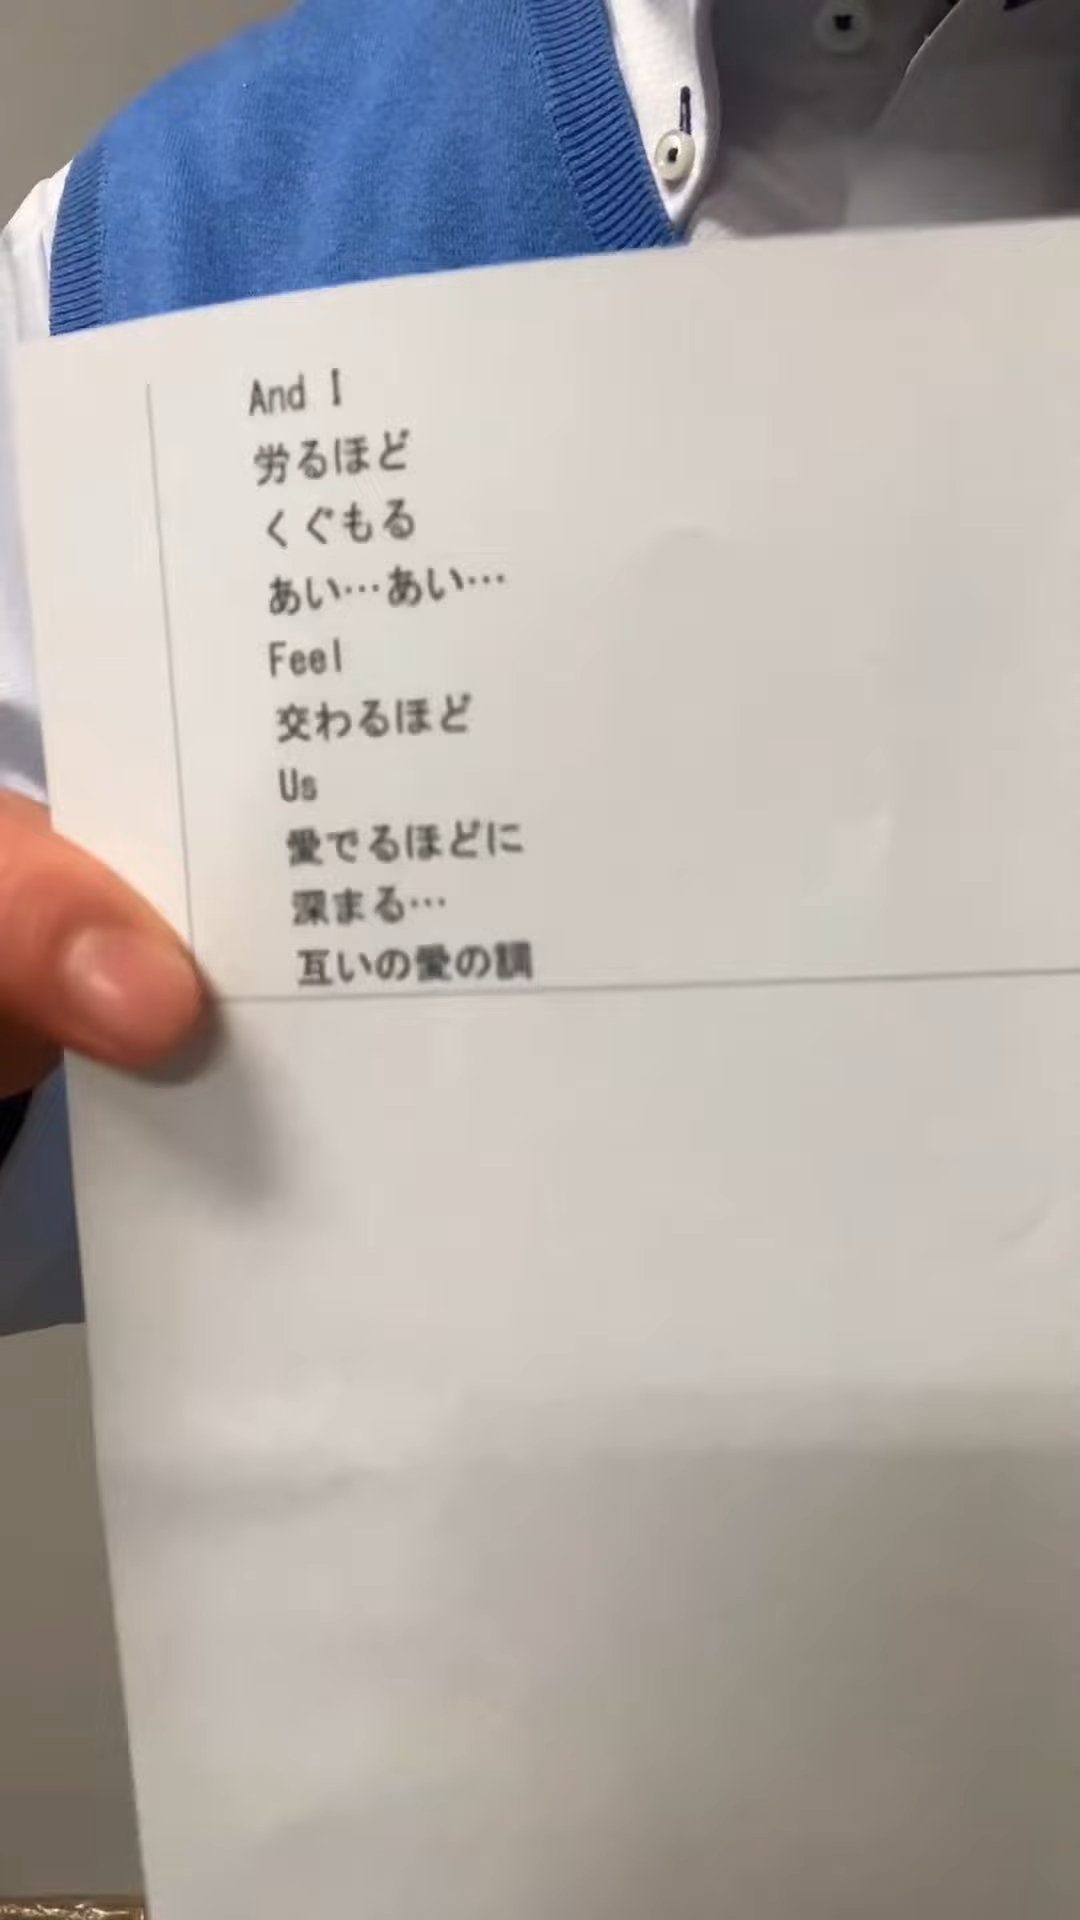 And I
労るほど
くぐもる
あい…あい…
Feel
交わるほど
Us
愛でるほどに
深まる…
互いの愛の調